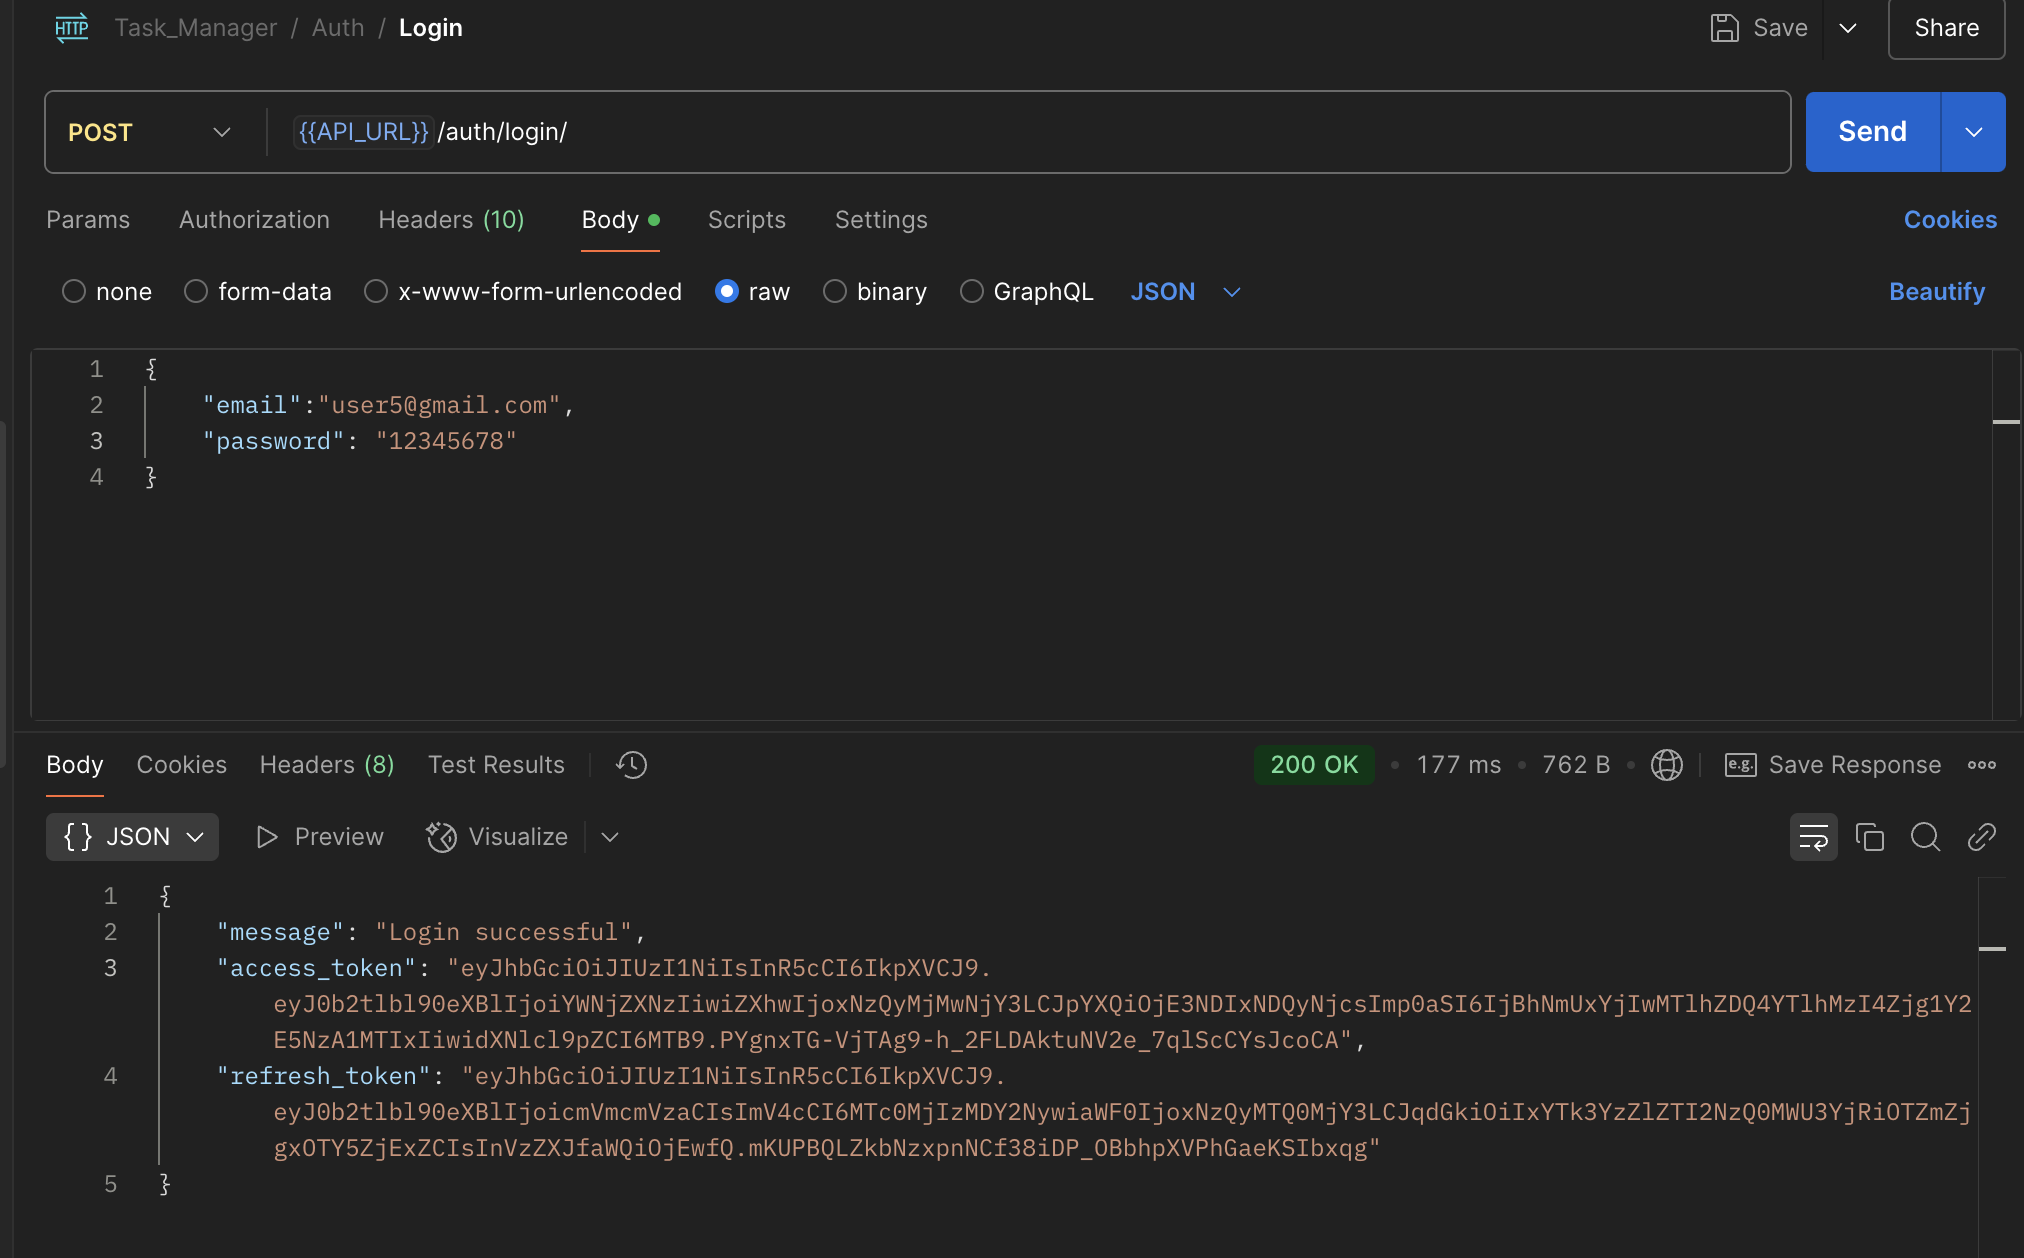 HTTP Task_Manager / Auth / Login Save Share
POST {{API_URL}}/auth/login/ Send
Params Authorization Headers (10) Body Scripts Settings Cookies
none form-data x-www-form-urlencoded raw binary GraphQL JSON Beautify
1 {
2 "email":"user5@gmail.com",
3 "password": "12345678"
4 }
Body Cookies Headers (8) Test Results 200 OK • 177 ms • 762 B • e.g. Save Response
{} JSON Preview Visualize
1 {
2 "message": "Login successful",
3 "access_token": "eyJhbGciOiJIUzI1NiIsInR5cCI6IkpXVCJ9.
eyJ0b2tlbl90eXBlIjoiYWNjZXNzIiwiZXhwIjoxNzQyMjMwNjY3LCJpYXQiOjE3NDIxNDQyNjcsImp0aSI6IjBhNmUxYjIwMTlhZDQ4YTlhMzI4Zjg1Y2
E5NzA1MTIxIiwidXNlcl9pZCI6MTB9.PYgnxTG-VjTAg9-h_2FLDAktuNV2e_7qlScCYsJcoCA",
4 "refresh_token": "eyJhbGciOiJIUzI1NiIsInR5cCI6IkpXVCJ9.
eyJ0b2tlbl90eXBlIjoicmVmcmVzaCIsImV4cCI6MTc0MjIzMDY2NywiaWF0IjoxNzQyMTQ0MjY3LCJqdGkiOiIxYTk3YzZlZTI2NzQ0MWU3YjRiOTZmZj
gxOTY5ZjExZCIsInVzZXJfaWQiOjEwfQ.mKUPBQLZkbNzxpnNCf38iDP_OBbhpXVPhGaeKSIbxqg"
5 }